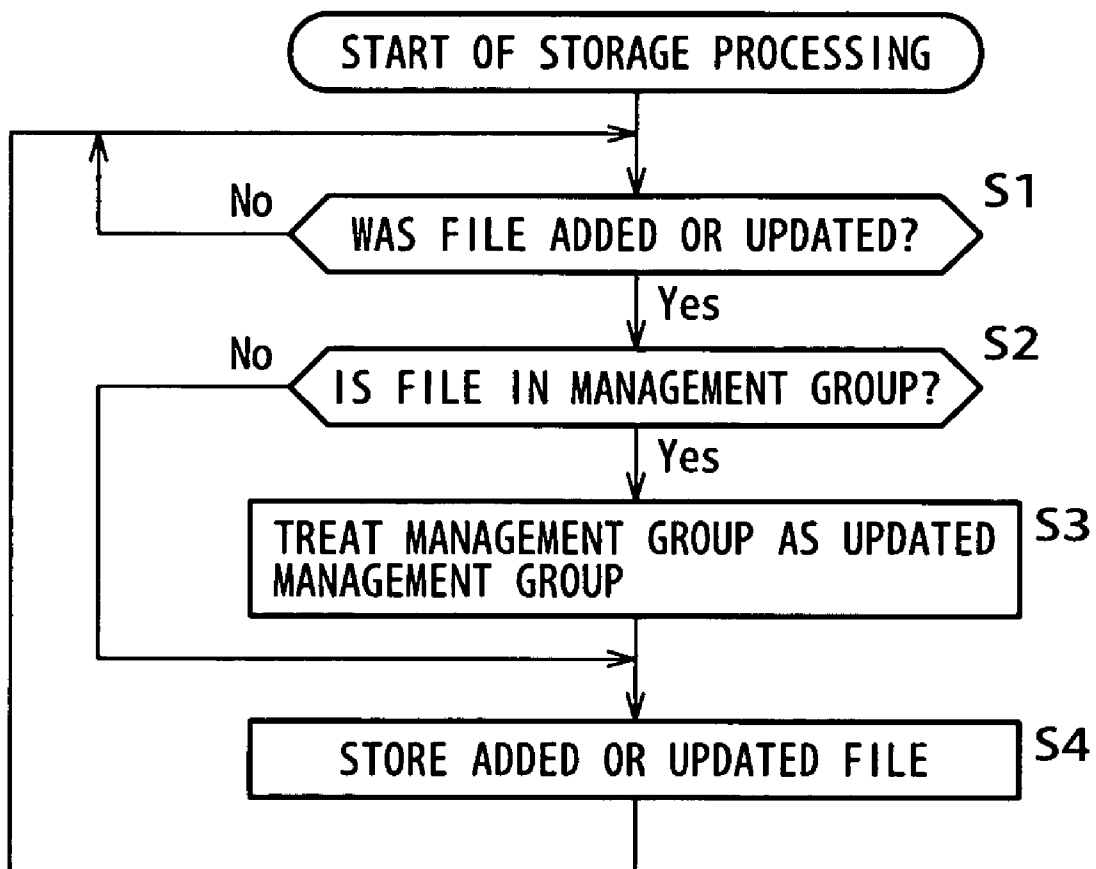 START OF STORAGE PROCESSING
S1
No
WAS FILE ADDED OR UPDATED?
Yes
S2
No
IS FILE IN MANAGEMENT GROUP?
Yes
S3
TREAT MANAGEMENT GROUP AS UPDATED
MANAGEMENT GROUP
S4
STORE ADDED OR UPDATED FILE